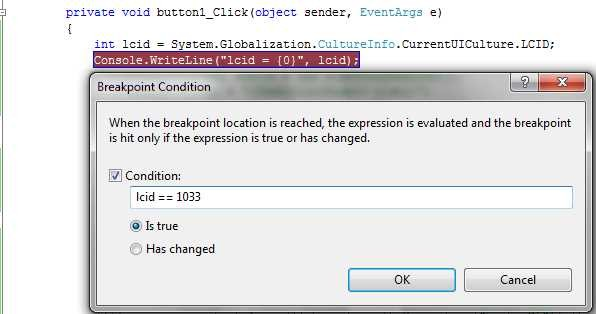 private void button1_Click(object sender, EventArgs e)
{
int lcid = System.Globalization.CultureInfo.CurrentUICulture.LCID;
Console.WriteLine("lcid = {0}", lcid);
Breakpoint Condition
When the breakpoint location is reached, the expression is evaluated and the breakpoint
is hit only if the expression is true or has changed.
Condition:
lcid == 1033
Is true
Has changed
OK
Cancel